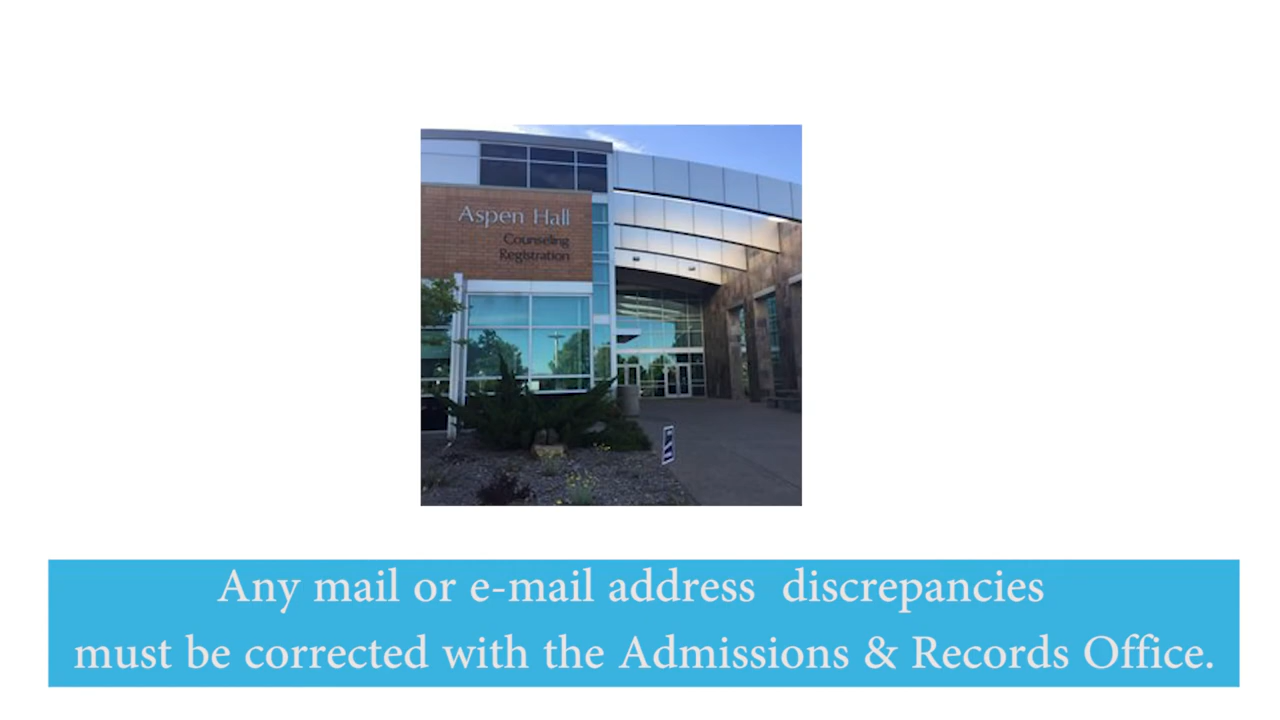 Aspen Hall
Counseling
Registration
Any mail or e-mail address discrepancies
must be corrected with the Admissions & Records Office.